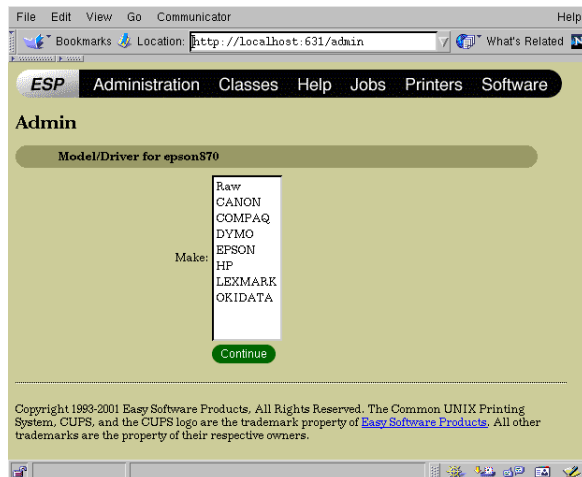 File Edit View Go Communicator Help
Bookmarks Location: http://localhost:631/admin What's Related N
ESP Administration Classes Help Jobs Printers Software
Admin
Model/Driver for epson870
Make:
Raw
CANON
COMPAQ
DYMO
EPSON
HP
LEXMARK
OKIDATA
Continue
Copyright 1993-2001 Easy Software Products, All Rights Reserved. The Common UNIX Printing
System, CUPS, and the CUPS logo are the trademark property of Easy Software Products. All other
trademarks are the property of their respective owners.